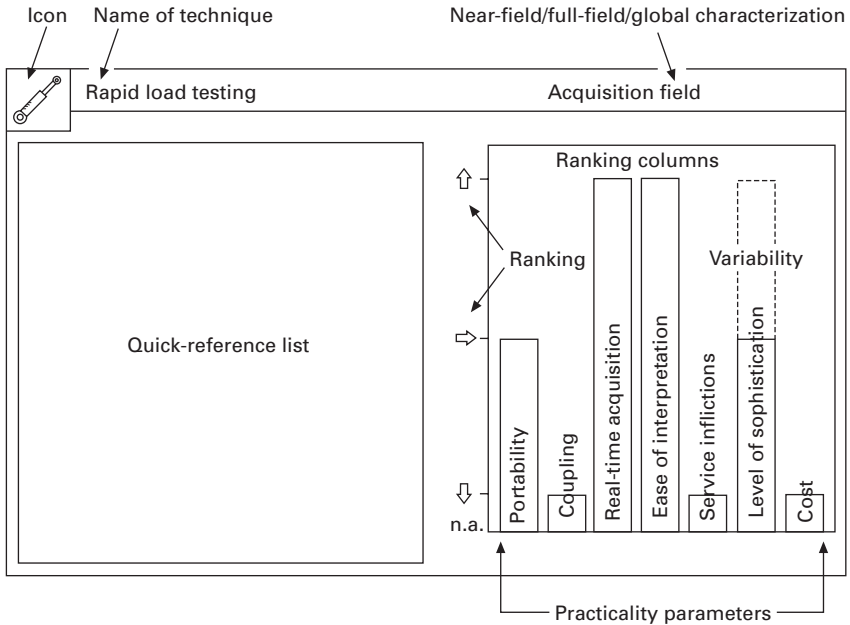 Icon
Name of technique
Near-field/full-field/global characterization
Rapid load testing
Acquisition field
Quick-reference list
Ranking columns
Ranking
Variability
n.a.
Portability
Coupling
Real-time acquisition
Ease of interpretation
Service inflictions
Level of sophistication
Cost
Practicality parameters